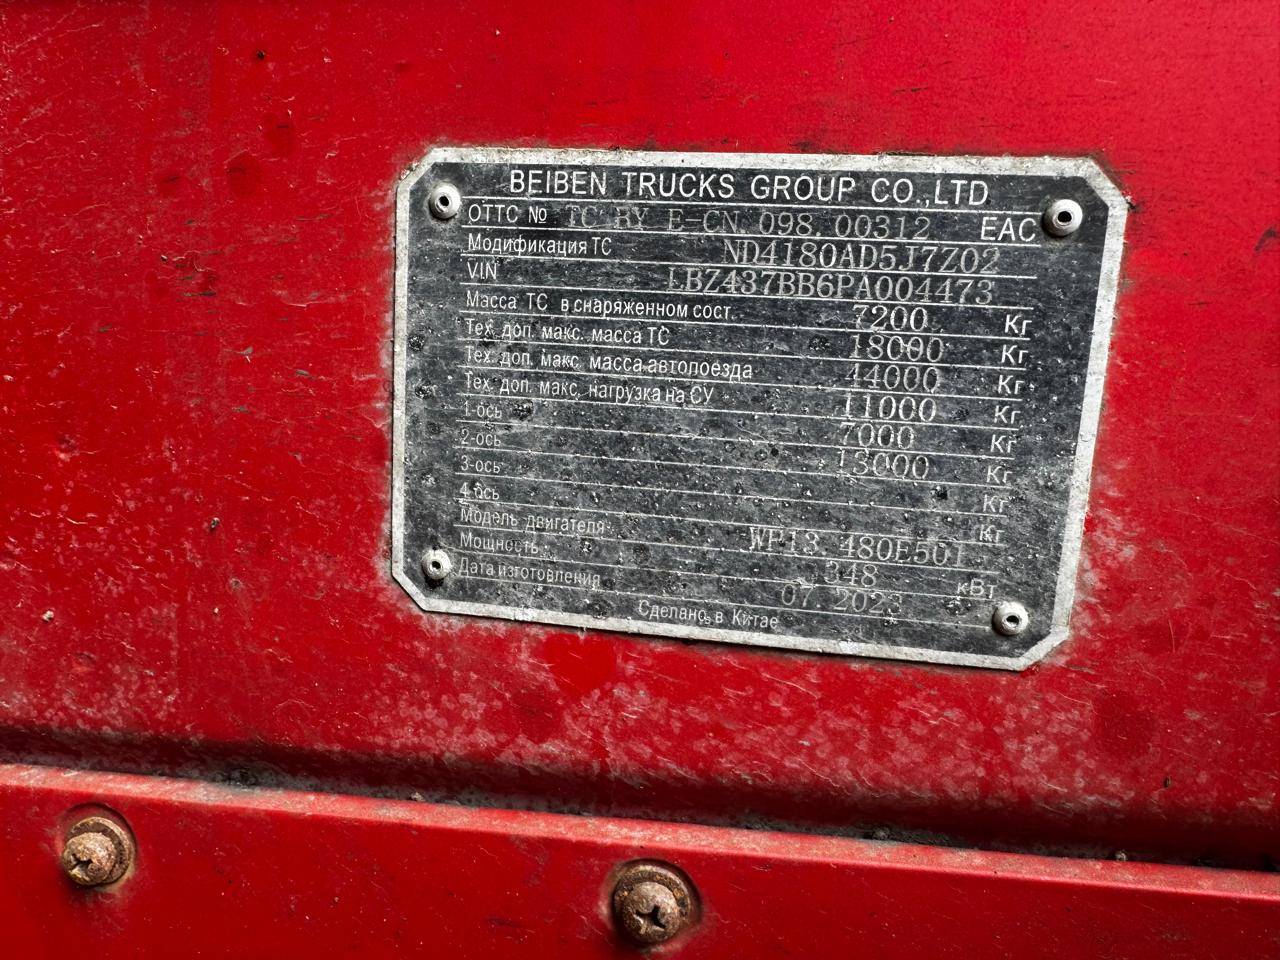 BEIBEN TRUCKS GROUP CO.,LTD
ОТТС № TC BY E-CN.098.00312 EAC
Модификация ТС ND4180AD5J7Z02
VIN LBZ437BB6PA004473
Масса ТС в снаряженном сост. 7200 Кг
Тех. доп. макс. масса ТС 18000 Кг
Тех. доп. макс. масса автопоезда 44000 Кг
Тех. доп. макс. нагрузка на СУ 11000 Кг
1-ось 7000 Кг
2-ось 13000 Кг
3-ось Кг
4-ось Кг
Модель двигателя WP13.480E501
Мощность 348 кВт
Дата изготовления 07.2023
Сделано в Китае